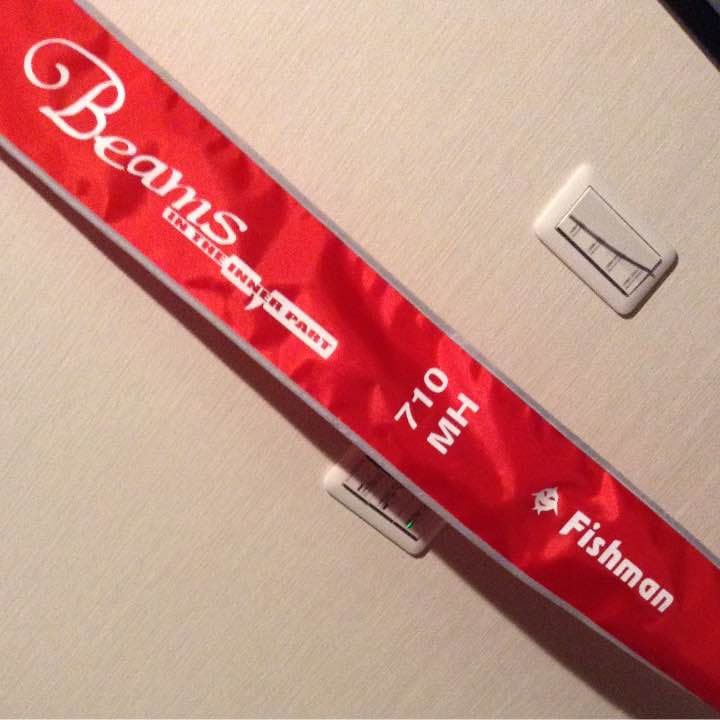 Beams
IN THE INNER PART
710
MH
Fishman